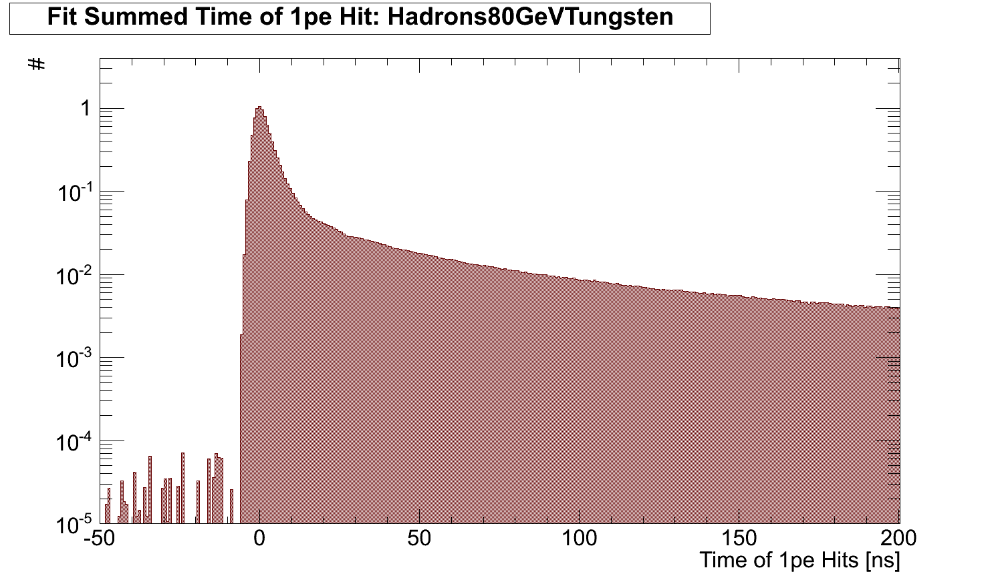 Fit Summed Time of 1pe Hit: Hadrons80GeVTungsten
#
1
10-1
10-2
10-3
10-4
10-5
-50 0 50 100 150 200
Time of 1pe Hits [ns]